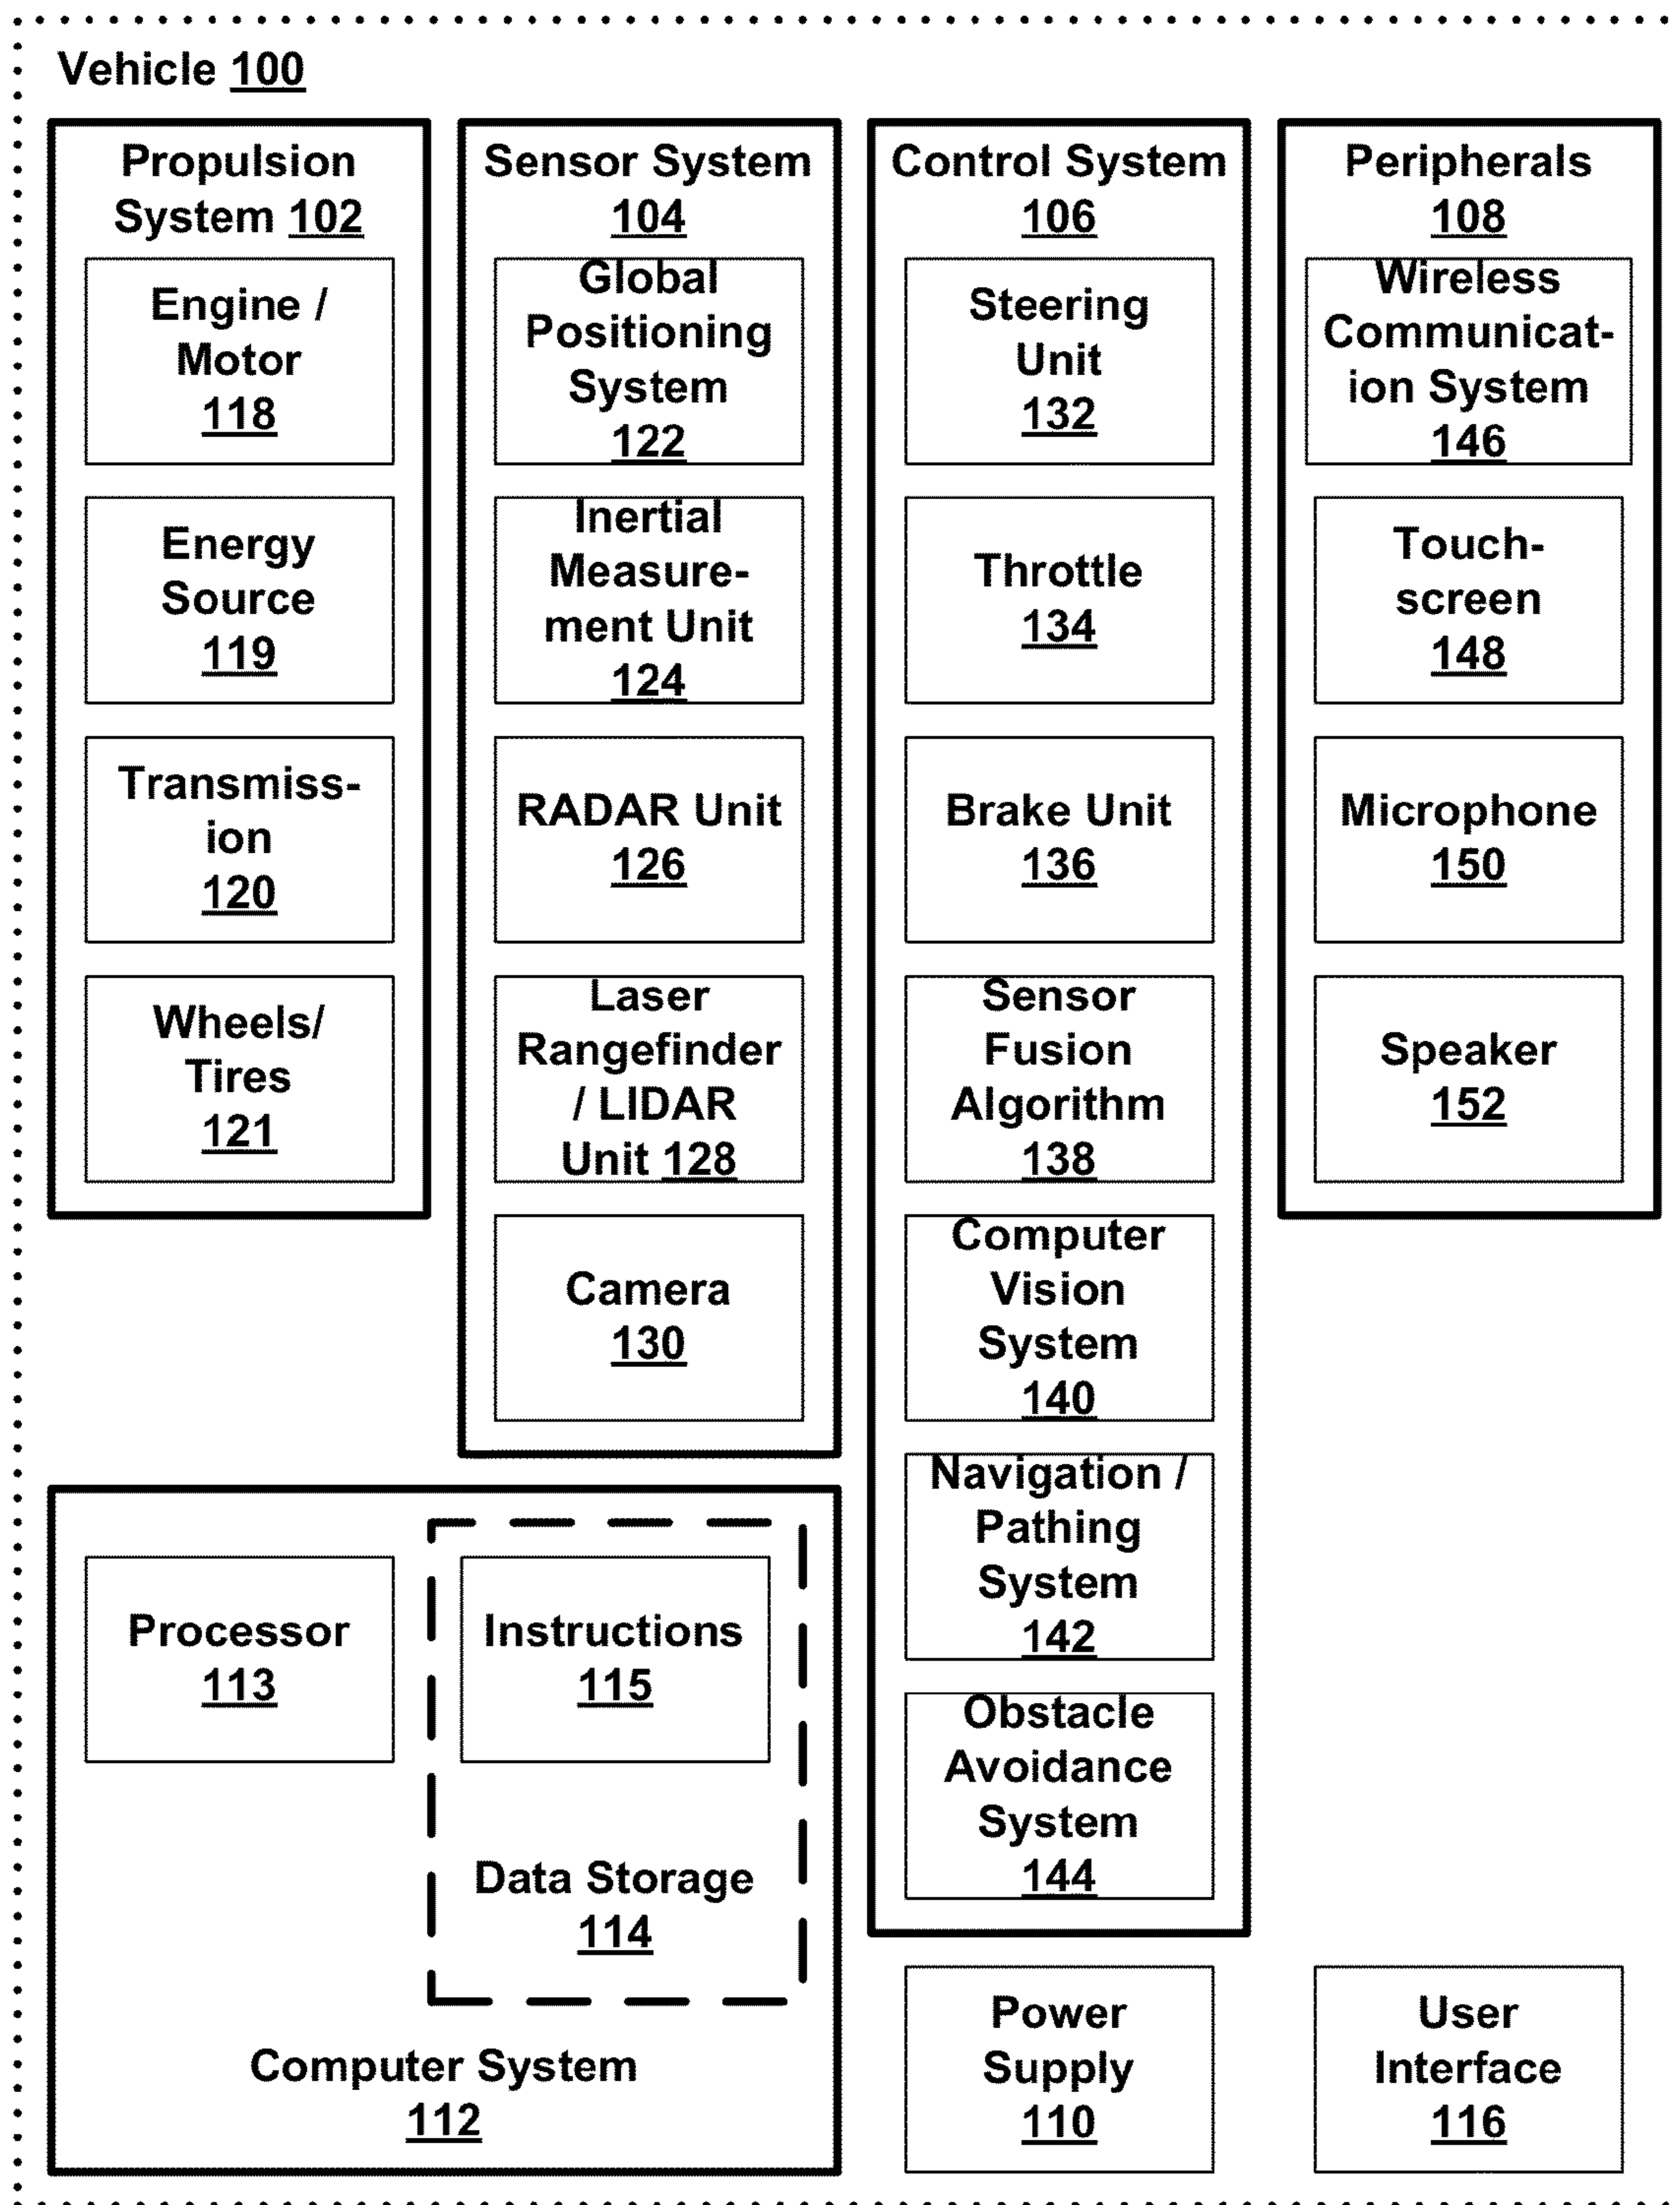 Vehicle 100
Propulsion
System 102
Engine /
Motor
118
Energy
Source
119
Transmiss-
ion
120
Wheels/
Tires
121
Sensor System
104
Global
Positioning
System
122
Inertial
Measure-
ment Unit
124
RADAR Unit
126
Laser
Rangefinder
/ LIDAR
Unit 128
Camera
130
Control System
106
Steering
Unit
132
Throttle
134
Brake Unit
136
Sensor
Fusion
Algorithm
138
Computer
Vision
System
140
Navigation /
Pathing
System
142
Obstacle
Avoidance
System
144
Peripherals
108
Wireless
Communicat-
ion System
146
Touch-
screen
148
Microphone
150
Speaker
152
Processor
113
Instructions
115
Data Storage
114
Computer System
112
Power
Supply
110
User
Interface
116